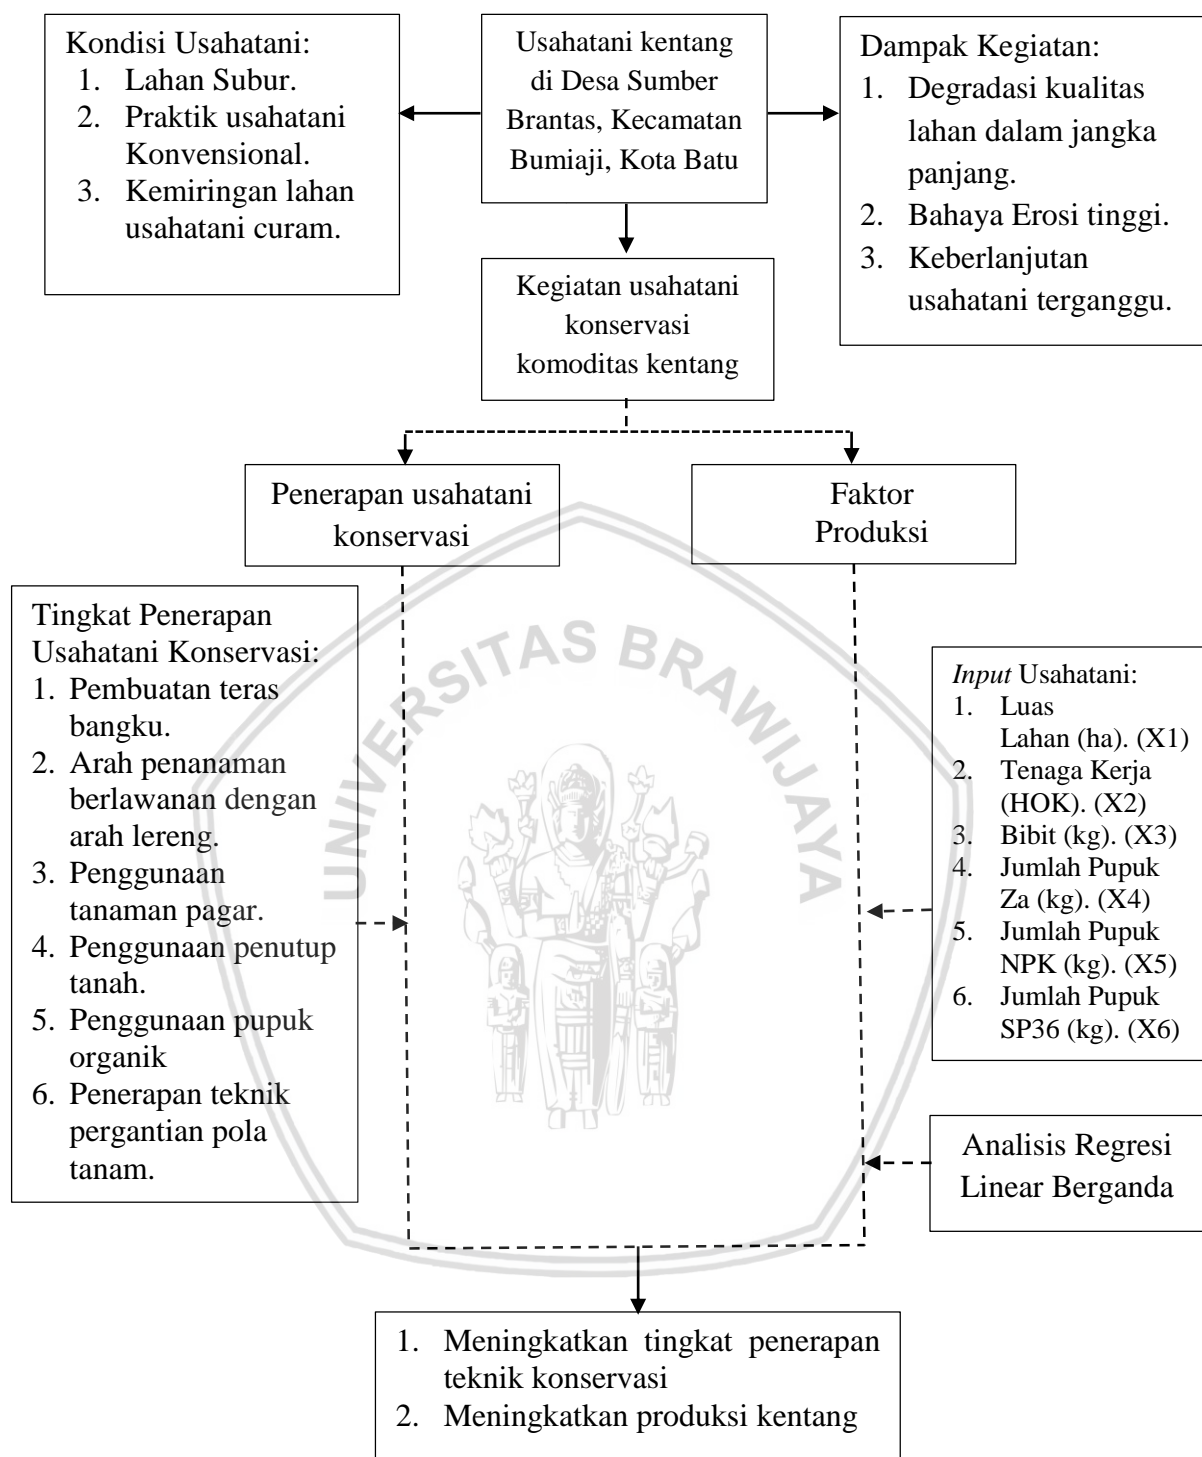 Kondisi Usahatani:
1. Lahan Subur.
2. Praktik usahatani
Konvensional.
3. Kemiringan lahan
usahatani curam.
Usahatani kentang
di Desa Sumber
Brantas, Kecamatan
Bumiaji, Kota Batu
Dampak Kegiatan:
1. Degradasi kualitas
lahan dalam jangka
panjang.
2. Bahaya Erosi tinggi.
3. Keberlanjutan
usahatani terganggu.
Kegiatan usahatani
konservasi
komoditas kentang
Penerapan usahatani
konservasi
Faktor
Produksi
Tingkat Penerapan
Usahatani Konservasi:
1. Pembuatan teras
bangku.
2. Arah penanaman
berlawanan dengan
arah lereng.
3. Penggunaan
tanaman pagar.
4. Penggunaan penutup
tanah.
5. Penggunaan pupuk
organik
6. Penerapan teknik
pergantian pola
tanam.
UNIVERSITAS BRAWIJAYA
Input Usahatani:
1. Luas
Lahan (ha). (X1)
2. Tenaga Kerja
(HOK). (X2)
3. Bibit (kg). (X3)
4. Jumlah Pupuk
Za (kg). (X4)
5. Jumlah Pupuk
NPK (kg). (X5)
6. Jumlah Pupuk
SP36 (kg). (X6)
Analisis Regresi
Linear Berganda
1. Meningkatkan tingkat penerapan
teknik konservasi
2. Meningkatkan produksi kentang